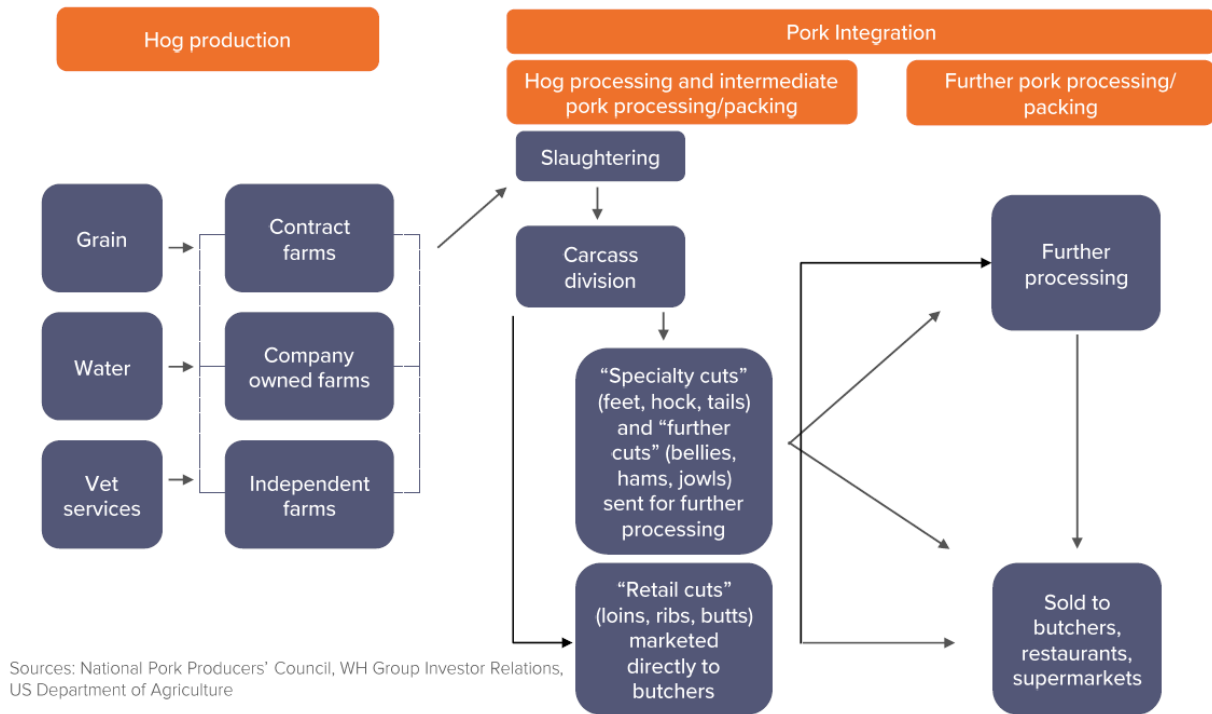 Hog production
Pork Integration
Hog processing and intermediate
pork processing/packing
Further pork processing/
packing
Slaughtering
Grain
Contract
farms
Carcass
division
Further
processing
Water
Company
owned farms
“Specialty cuts”
(feet, hock, tails)
and “further
cuts” (bellies,
hams, jowls)
sent for further
processing
Vet
services
Independent
farms
“Retail cuts”
(loins, ribs, butts)
marketed
directly to
butchers
Sold to
butchers,
restaurants,
supermarkets
Sources: National Pork Producers’ Council, WH Group Investor Relations,
US Department of Agriculture